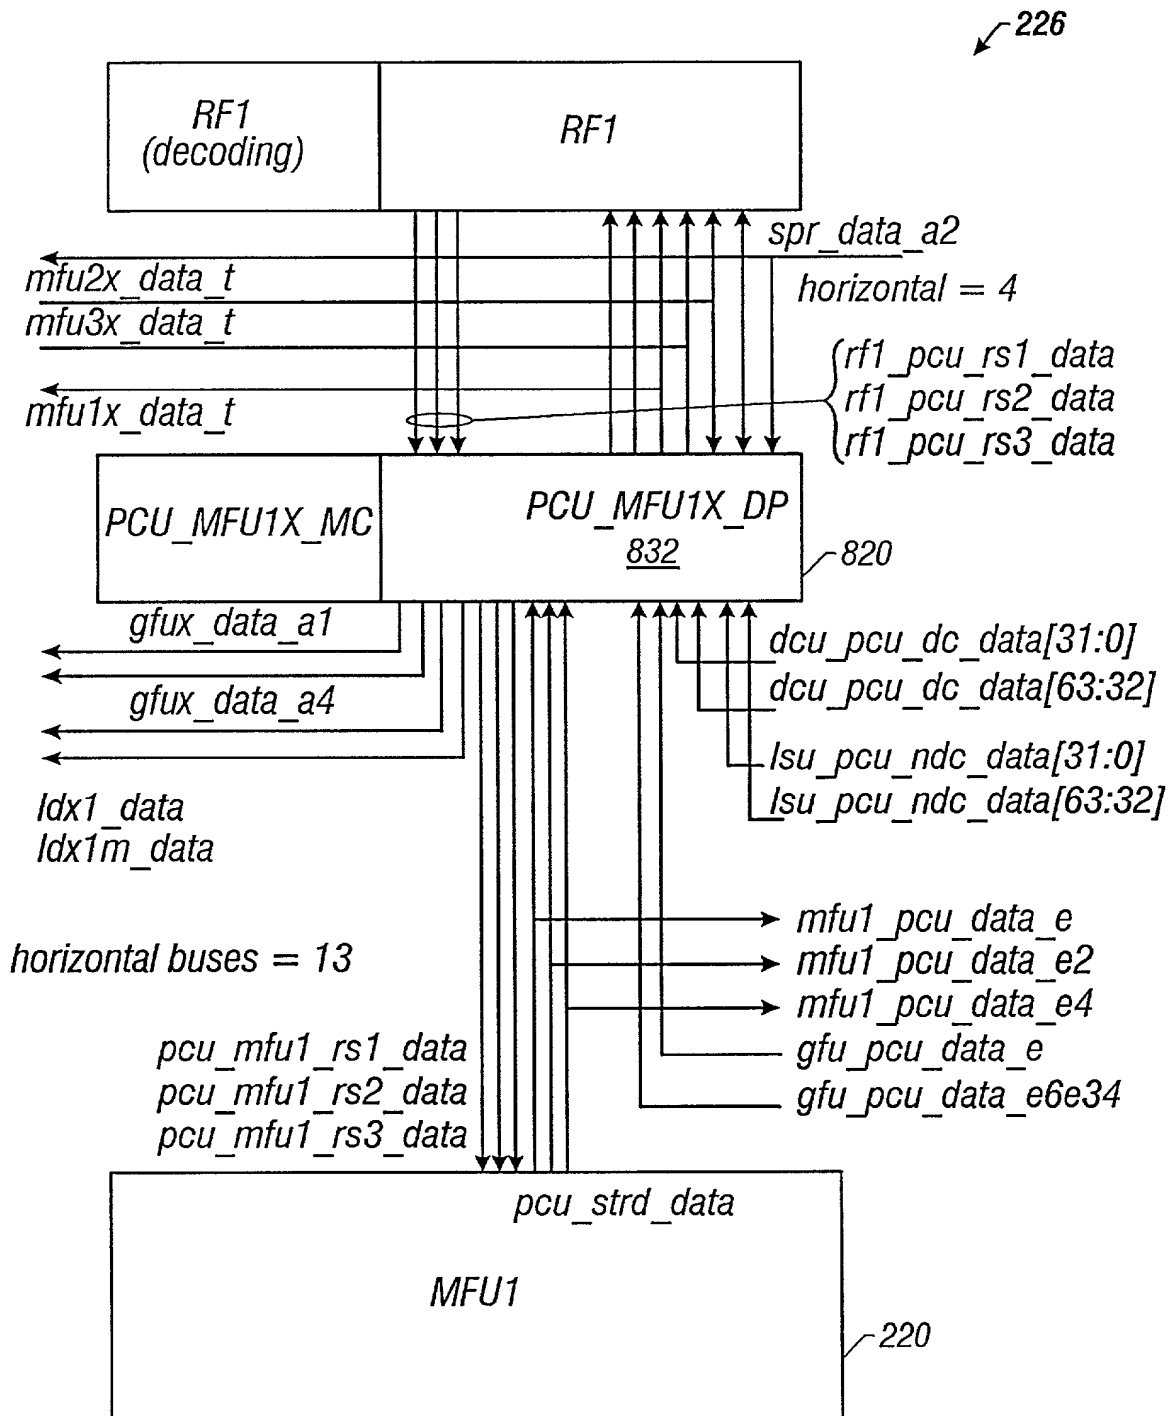 226
RF1
(decoding)
RF1
spr_data_a2
mfu2x_data_t
horizontal = 4
mfu3x_data_t
rf1_pcu_rs1_data
rf1_pcu_rs2_data
rf1_pcu_rs3_data
mfu1x_data_t
PCU_MFU1X_MC
PCU_MFU1X_DP
832
820
gfux_data_a1
dcu_pcu_dc_data[31:0]
dcu_pcu_dc_data[63:32]
gfux_data_a4
lsu_pcu_ndc_data[31:0]
lsu_pcu_ndc_data[63:32]
ldx1_data
ldx1m_data
mfu1_pcu_data_e
horizontal buses = 13
mfu1_pcu_data_e2
mfu1_pcu_data_e4
pcu_mfu1_rs1_data
gfu_pcu_data_e
pcu_mfu1_rs2_data
gfu_pcu_data_e6e34
pcu_mfu1_rs3_data
pcu_strd_data
MFU1
220